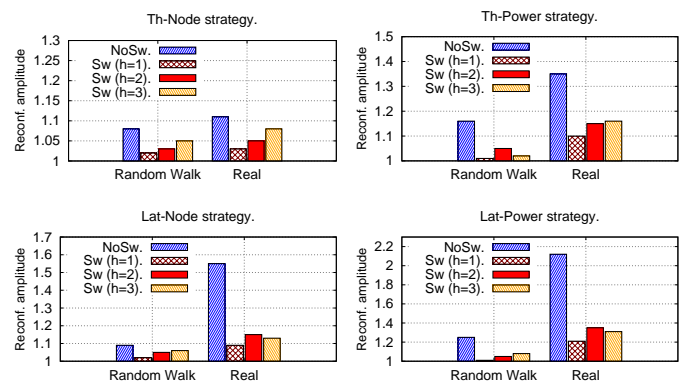 Th-Node strategy.
Reconf. amplitude
1.3
1.25
1.2
1.15
1.1
1.05
1
NoSw.
Sw (h=1).
Sw (h=2).
Sw (h=3).
Random Walk Real
Th-Power strategy.
Reconf. amplitude
1.5
1.4
1.3
1.2
1.1
1
NoSw.
Sw (h=1).
Sw (h=2).
Sw (h=3).
Random Walk Real
Lat-Node strategy.
Reconf. amplitude
1.7
1.6
1.5
1.4
1.3
1.2
1.1
1
NoSw.
Sw (h=1).
Sw (h=2).
Sw (h=3).
Random Walk Real
Lat-Power strategy.
Reconf. amplitude
2.2
2
1.8
1.6
1.4
1.2
1
NoSw.
Sw (h=1).
Sw (h=2).
Sw (h=3).
Random Walk Real